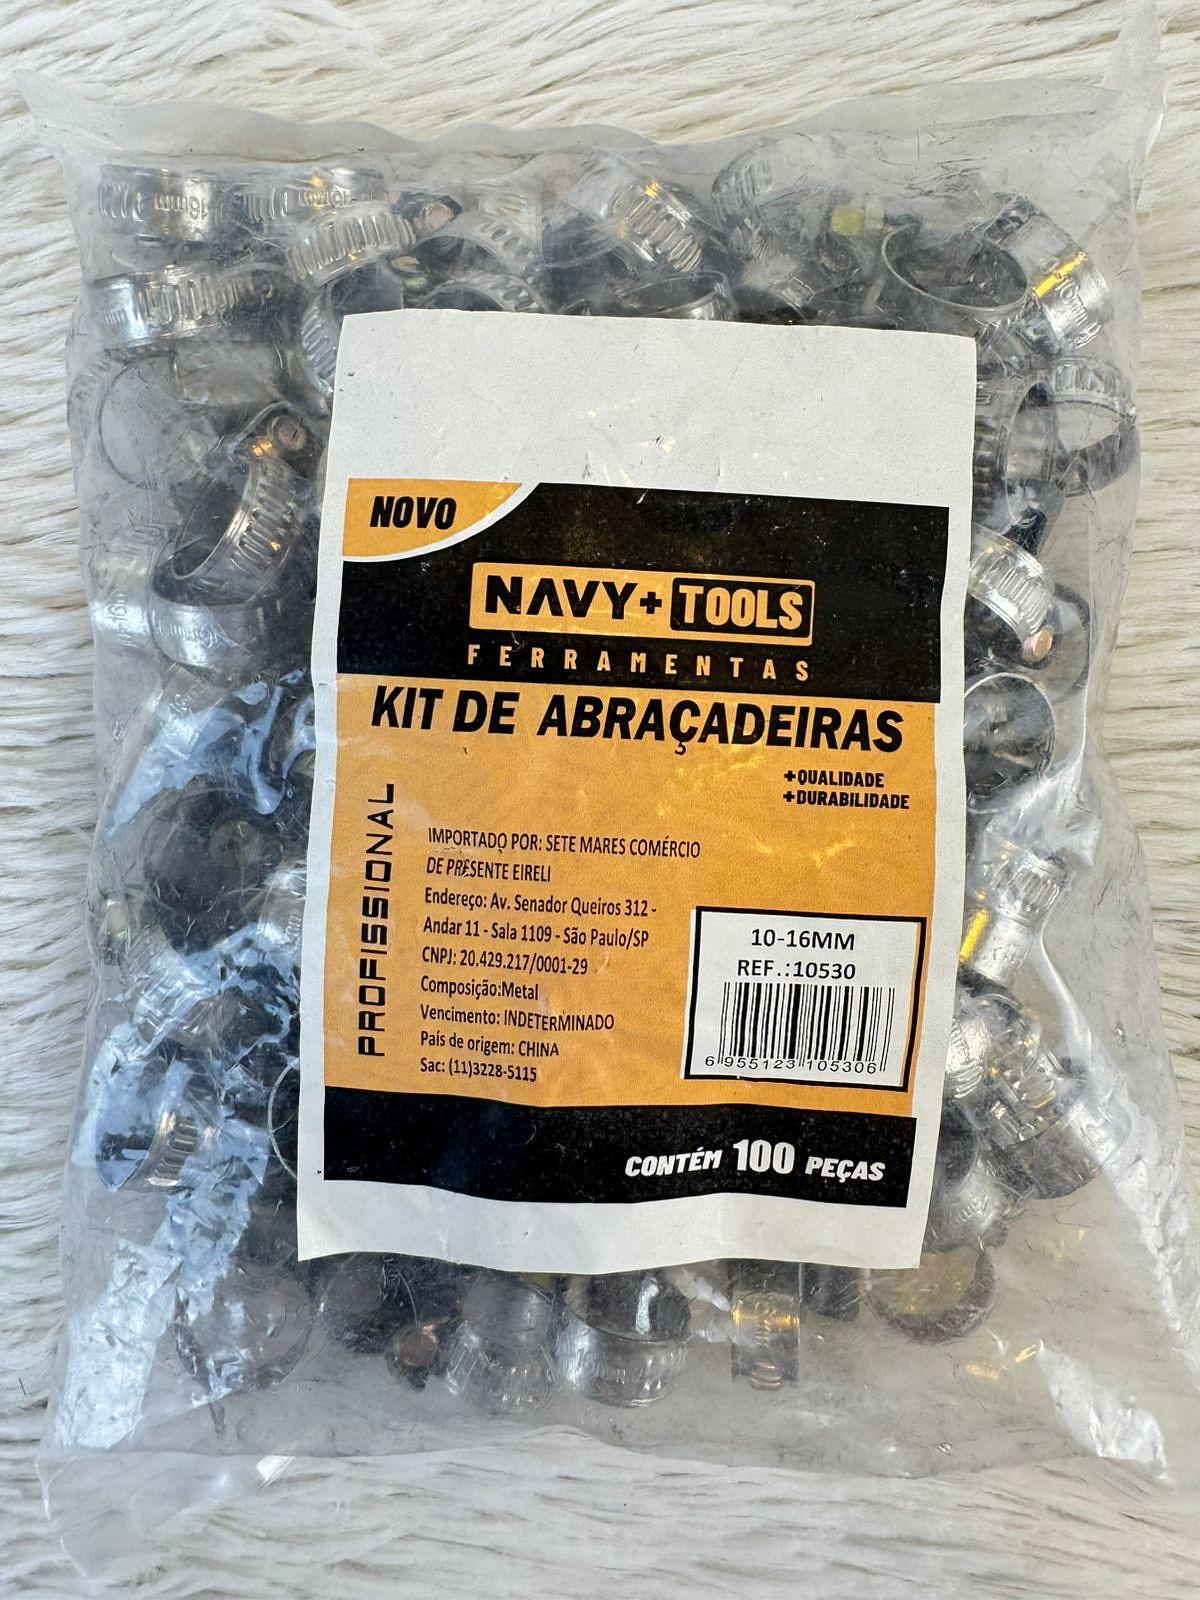 NOVO
NAVY+TOOLS
FERRAMENTAS
KIT DE ABRAÇADEIRAS
+QUALIDADE
+DURABILIDADE
PROFISSIONAL
IMPORTADO POR: SETE MARES COMÉRCIO
DE PRESENTE EIRELI
Endereço: Av. Senador Queiros 312 -
Andar 11 - Sala 1109 - São Paulo/SP
CNPJ: 20.429.217/0001-29
Composição:Metal
Vencimento: INDETERMINADO
País de origem: CHINA
Sac: (11)3228-5115
10-16MM
REF.:10530
6 955123 105306
CONTÉM 100 PEÇAS